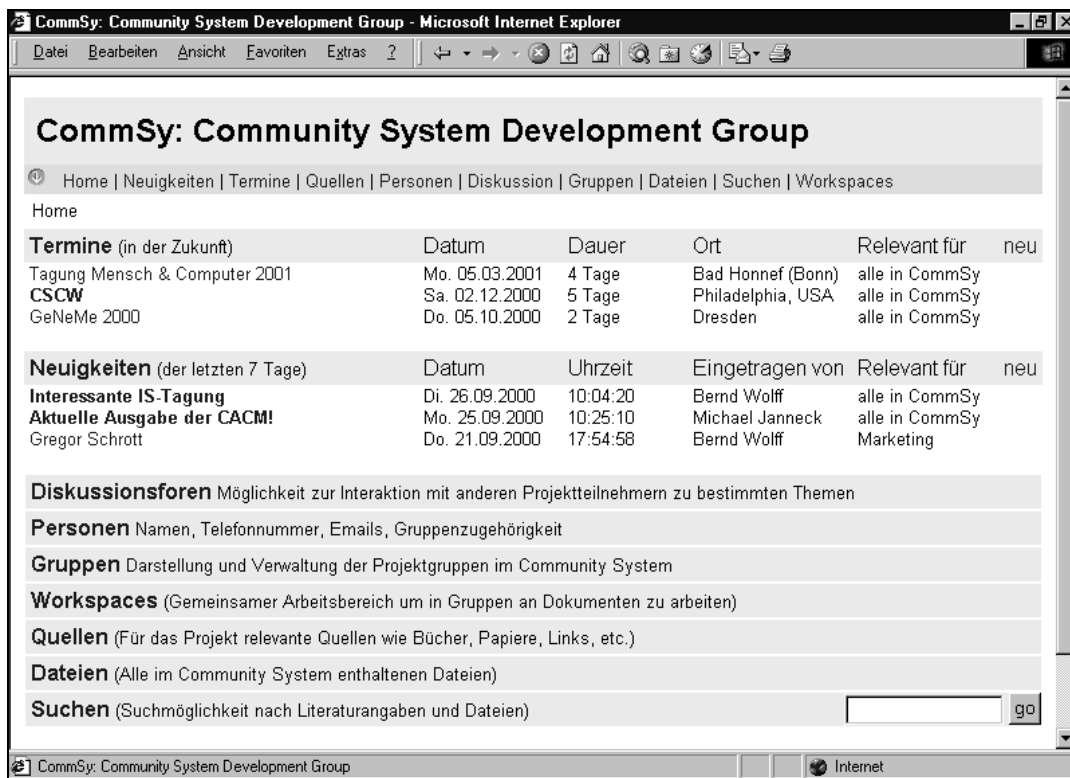 CommSy: Community System Development Group - Microsoft Internet Explorer
Datei Bearbeiten Ansicht Favoriten Extras ?
CommSy: Community System Development Group
Home | Neuigkeiten | Termine | Quellen | Personen | Diskussion | Gruppen | Dateien | Suchen | Workspaces
Home
Termine (in der Zukunft) Datum Dauer Ort Relevant für neu
Tagung Mensch & Computer 2001 Mo. 05.03.2001 4 Tage Bad Honnef (Bonn) alle in CommSy
CSCW Sa. 02.12.2000 5 Tage Philadelphia, USA alle in CommSy
GeNeMe 2000 Do. 05.10.2000 2 Tage Dresden alle in CommSy
Neuigkeiten (der letzten 7 Tage) Datum Uhrzeit Eingetragen von Relevant für neu
Interessante IS-Tagung Di. 26.09.2000 10:04:20 Bernd Wolff alle in CommSy
Aktuelle Ausgabe der CACM! Mo. 25.09.2000 10:25:10 Michael Janneck alle in CommSy
Gregor Schrott Do. 21.09.2000 17:54:58 Bernd Wolff Marketing
Diskussionsforen Möglichkeit zur Interaktion mit anderen Projektteilnehmern zu bestimmten Themen
Personen Namen, Telefonnummer, Emails, Gruppenzugehörigkeit
Gruppen Darstellung und Verwaltung der Projektgruppen im Community System
Workspaces (Gemeinsamer Arbeitsbereich um in Gruppen an Dokumenten zu arbeiten)
Quellen (Für das Projekt relevante Quellen wie Bücher, Papiere, Links, etc.)
Dateien (Alle im Community System enthaltenen Dateien)
Suchen (Suchmöglichkeit nach Literaturangaben und Dateien) go
CommSy: Community System Development Group Internet